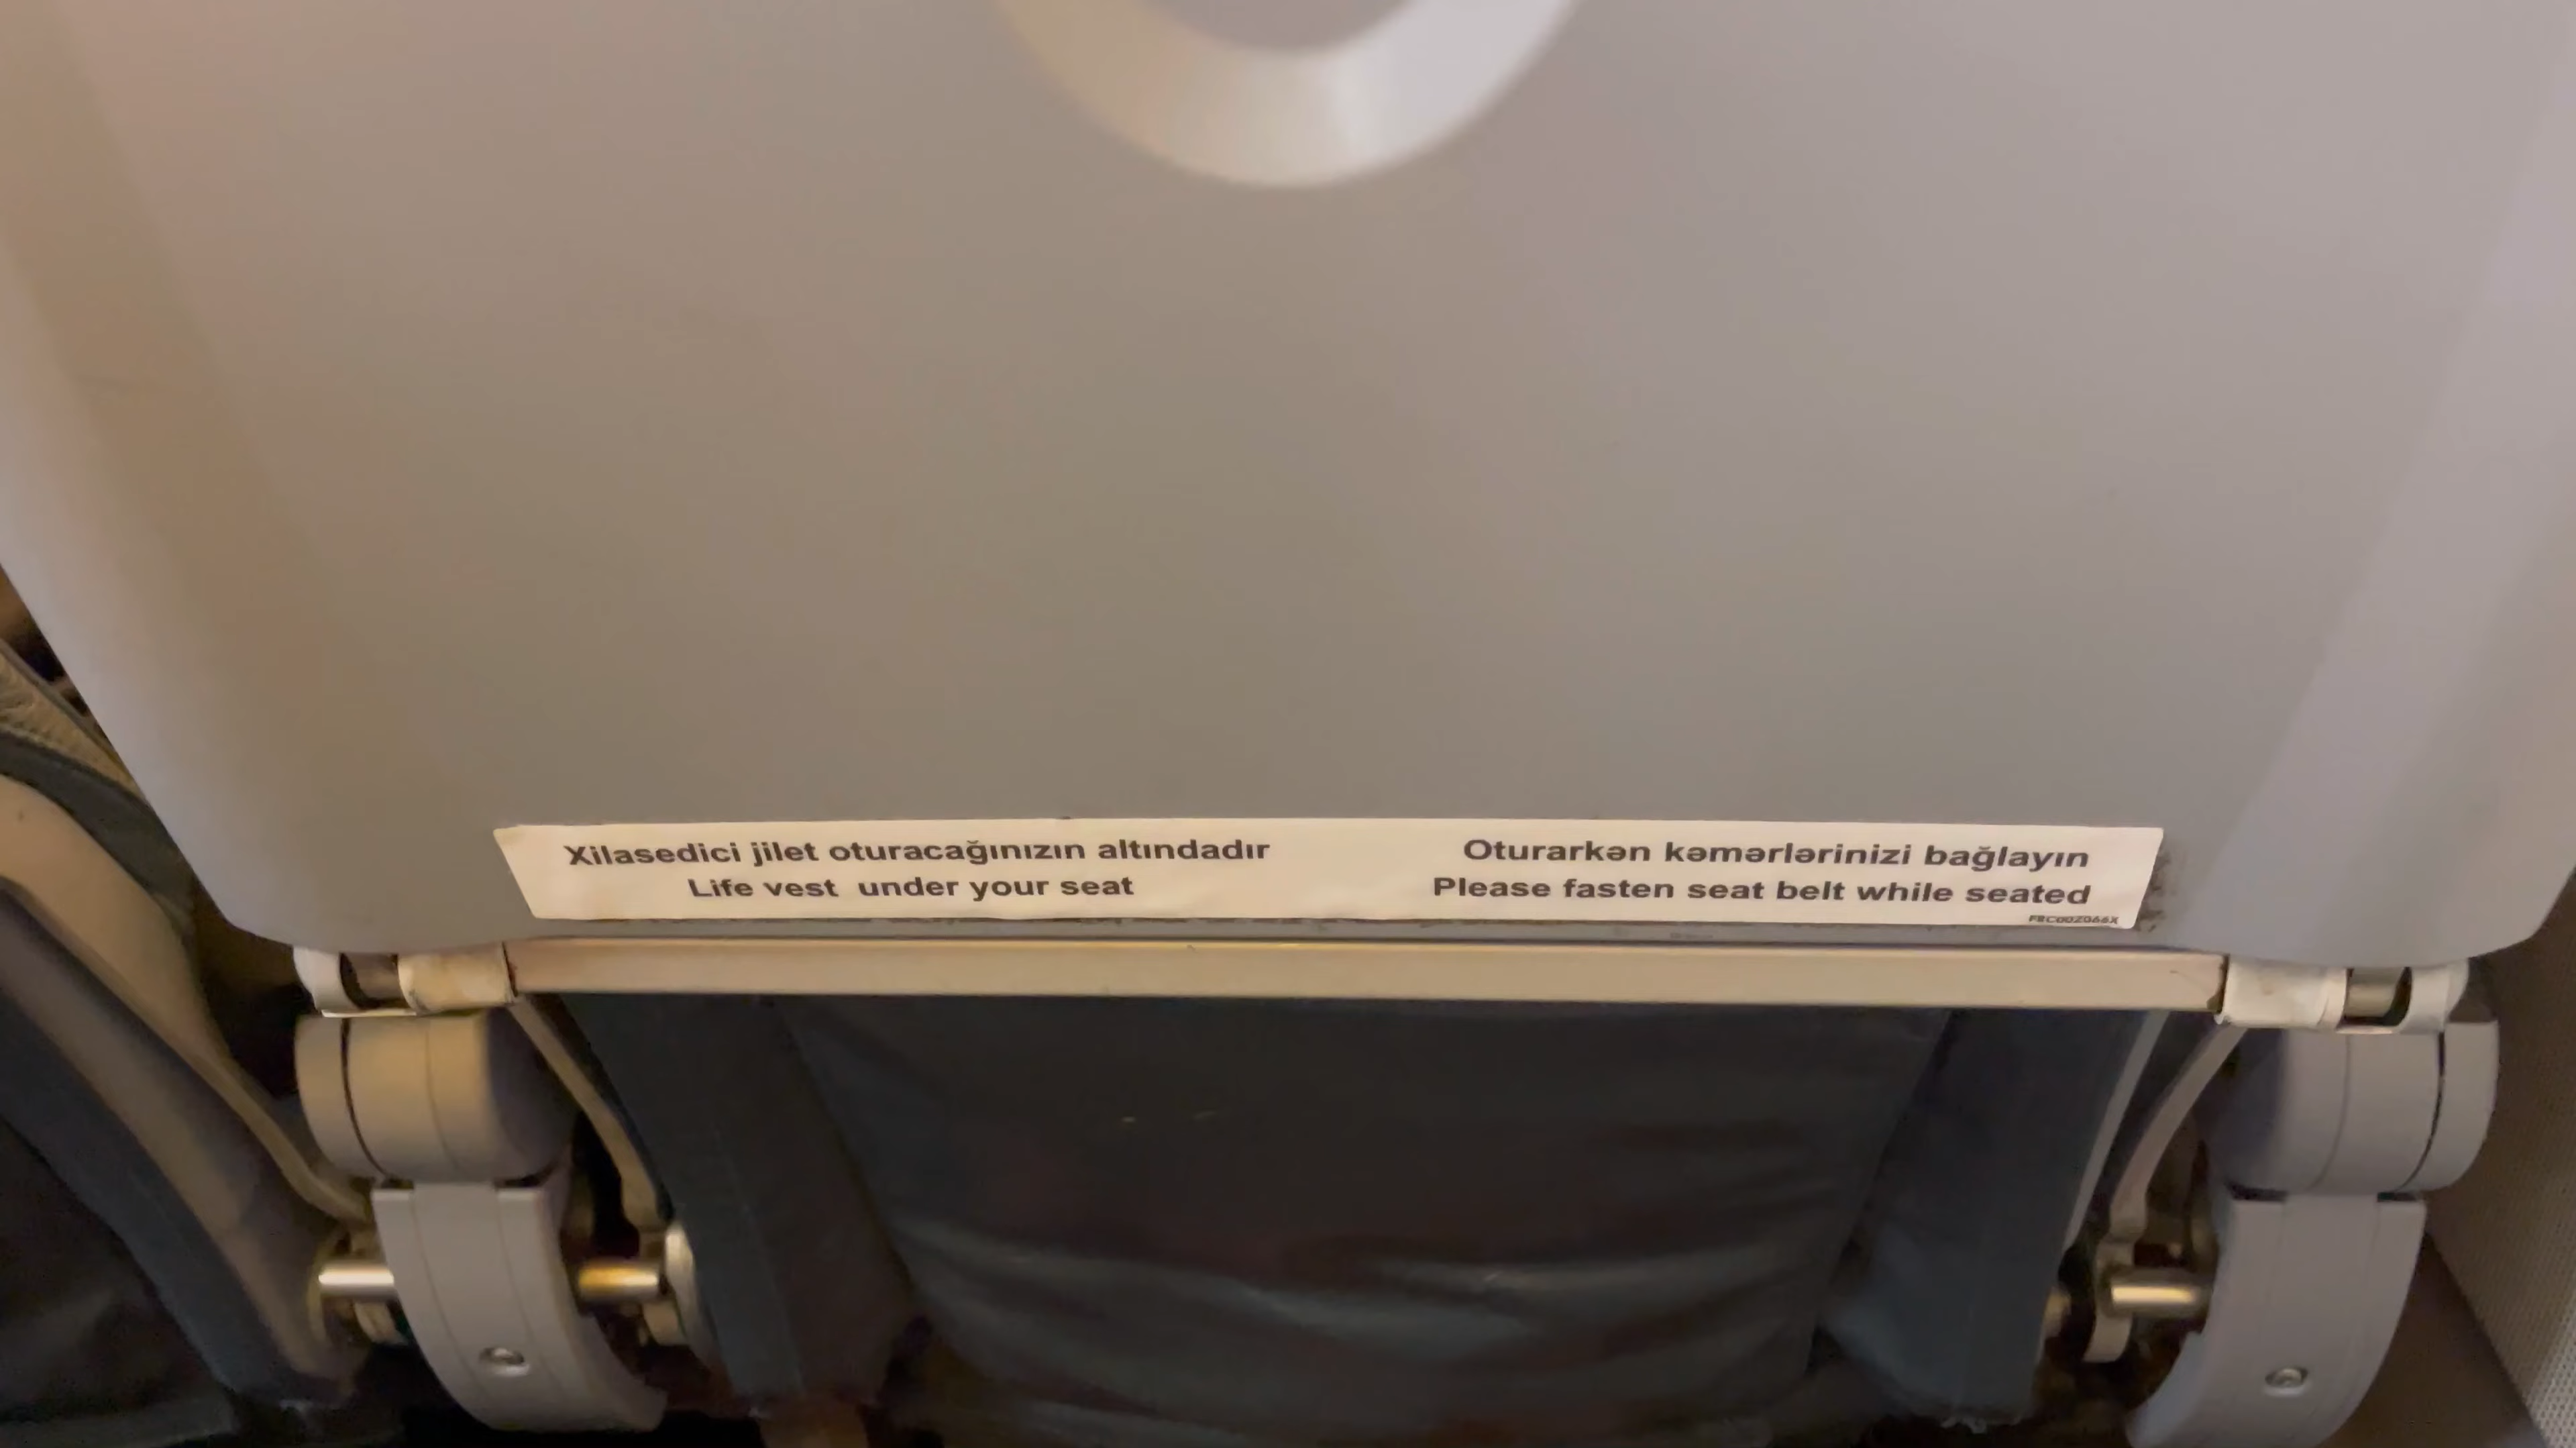 Xilasedici jilet oturacağınızın altındadır
Life vest under your seat
Oturarkən kəmərlərinizi bağlayın
Please fasten seat belt while seated